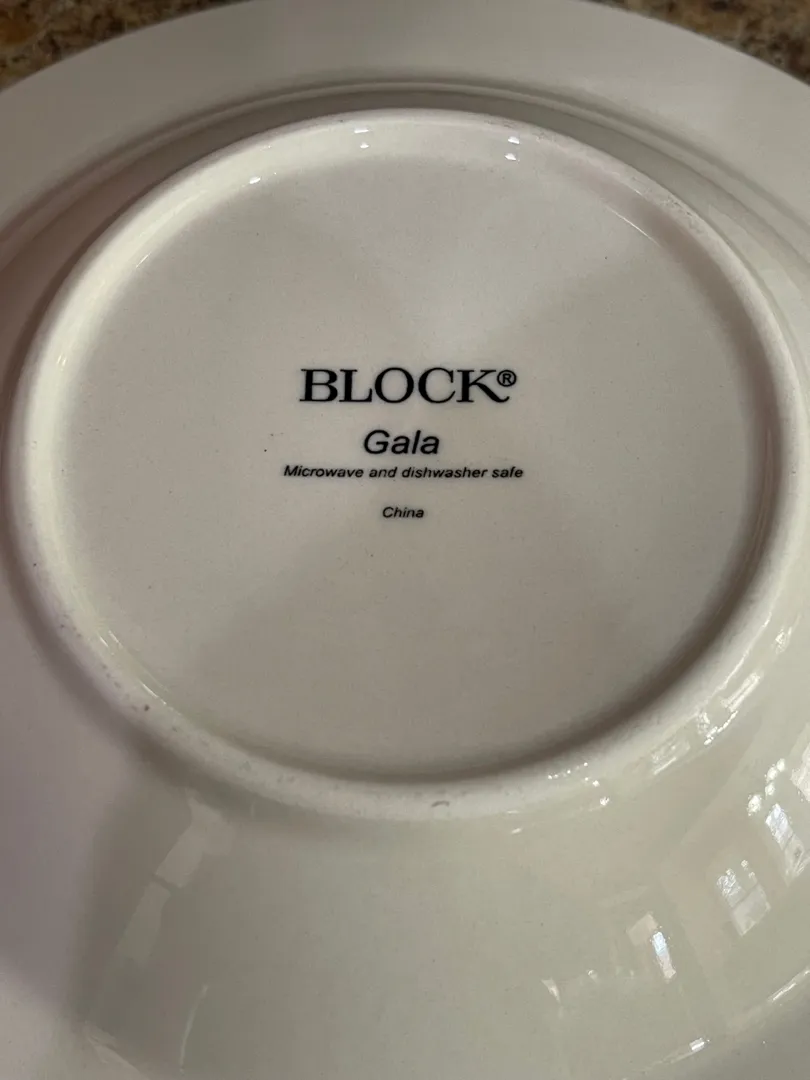 BLOCK®
Gala
Microwave and dishwasher safe
China